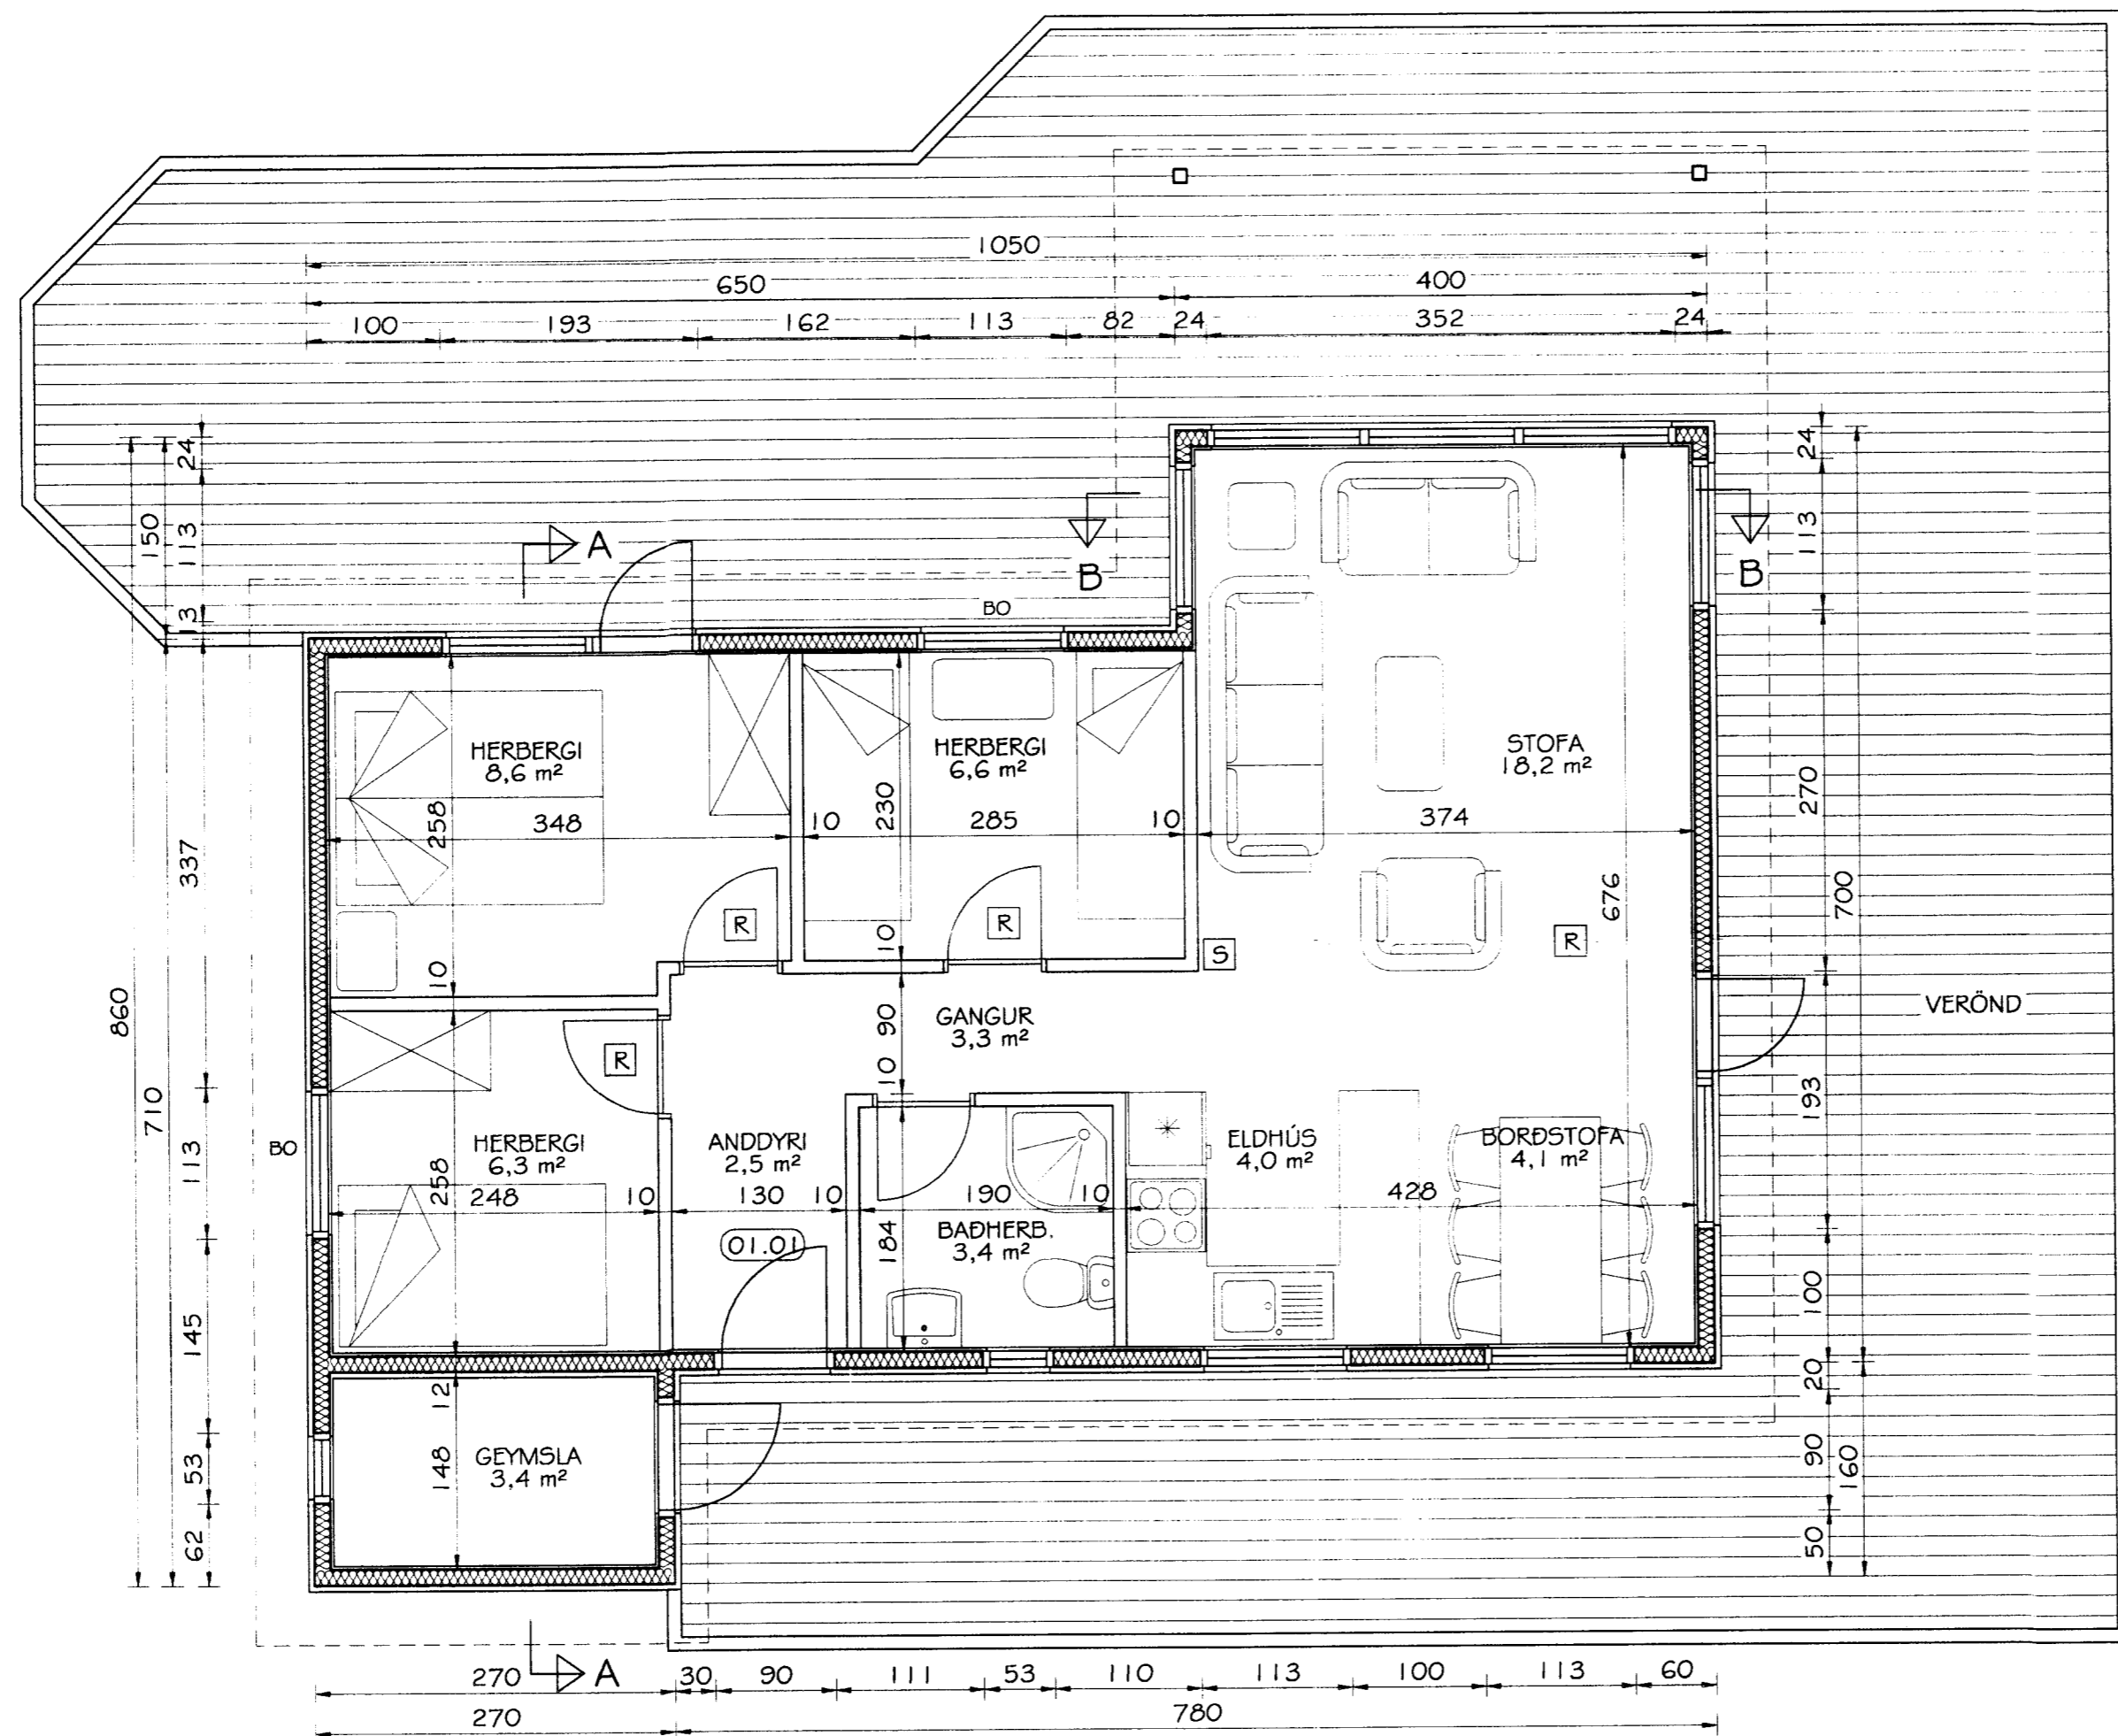 1050
650 400
100 193 162 113 82 24 352 24
24
113
150
13
337
860
710
113
145
53
62
24
113
270
700
193
100
20
90
160
50
A
B
B
BO
HERBERGI
8,6 m²
258
348
10
HERBERGI
6,6 m²
10
230
285
10
10
STOFA
18,2 m²
374
676
R
R
S
R
VERÖND
GANGUR
3,3 m²
90
10
R
BO
HERBERGI
6,3 m²
258
248
10
ANDDYRI
2,5 m²
130
10
01.01
190
10
BAÐHERB.
3,4 m²
184
ELDHÚS
4,0 m²
BORÐSTOFA
4,1 m²
428
12
GEYMSLA
3,4 m²
148
A
270 30 90 111 53 110 113 100 113 60
270 780